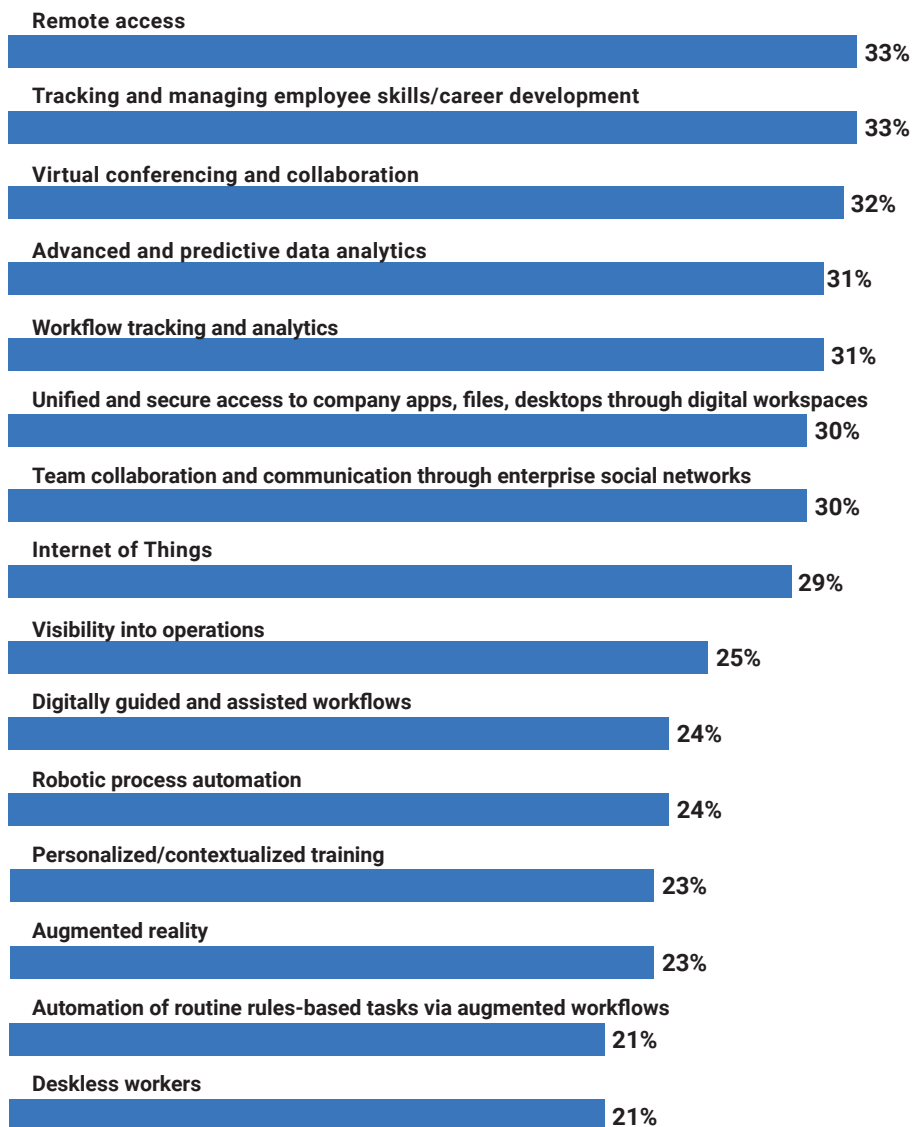 Remote access
33%
Tracking and managing employee skills/career development
33%
Virtual conferencing and collaboration
32%
Advanced and predictive data analytics
31%
Workflow tracking and analytics
31%
Unified and secure access to company apps, files, desktops through digital workspaces
30%
Team collaboration and communication through enterprise social networks
30%
Internet of Things
29%
Visibility into operations
25%
Digitally guided and assisted workflows
24%
Robotic process automation
24%
Personalized/contextualized training
23%
Augmented reality
23%
Automation of routine rules-based tasks via augmented workflows
21%
Deskless workers
21%